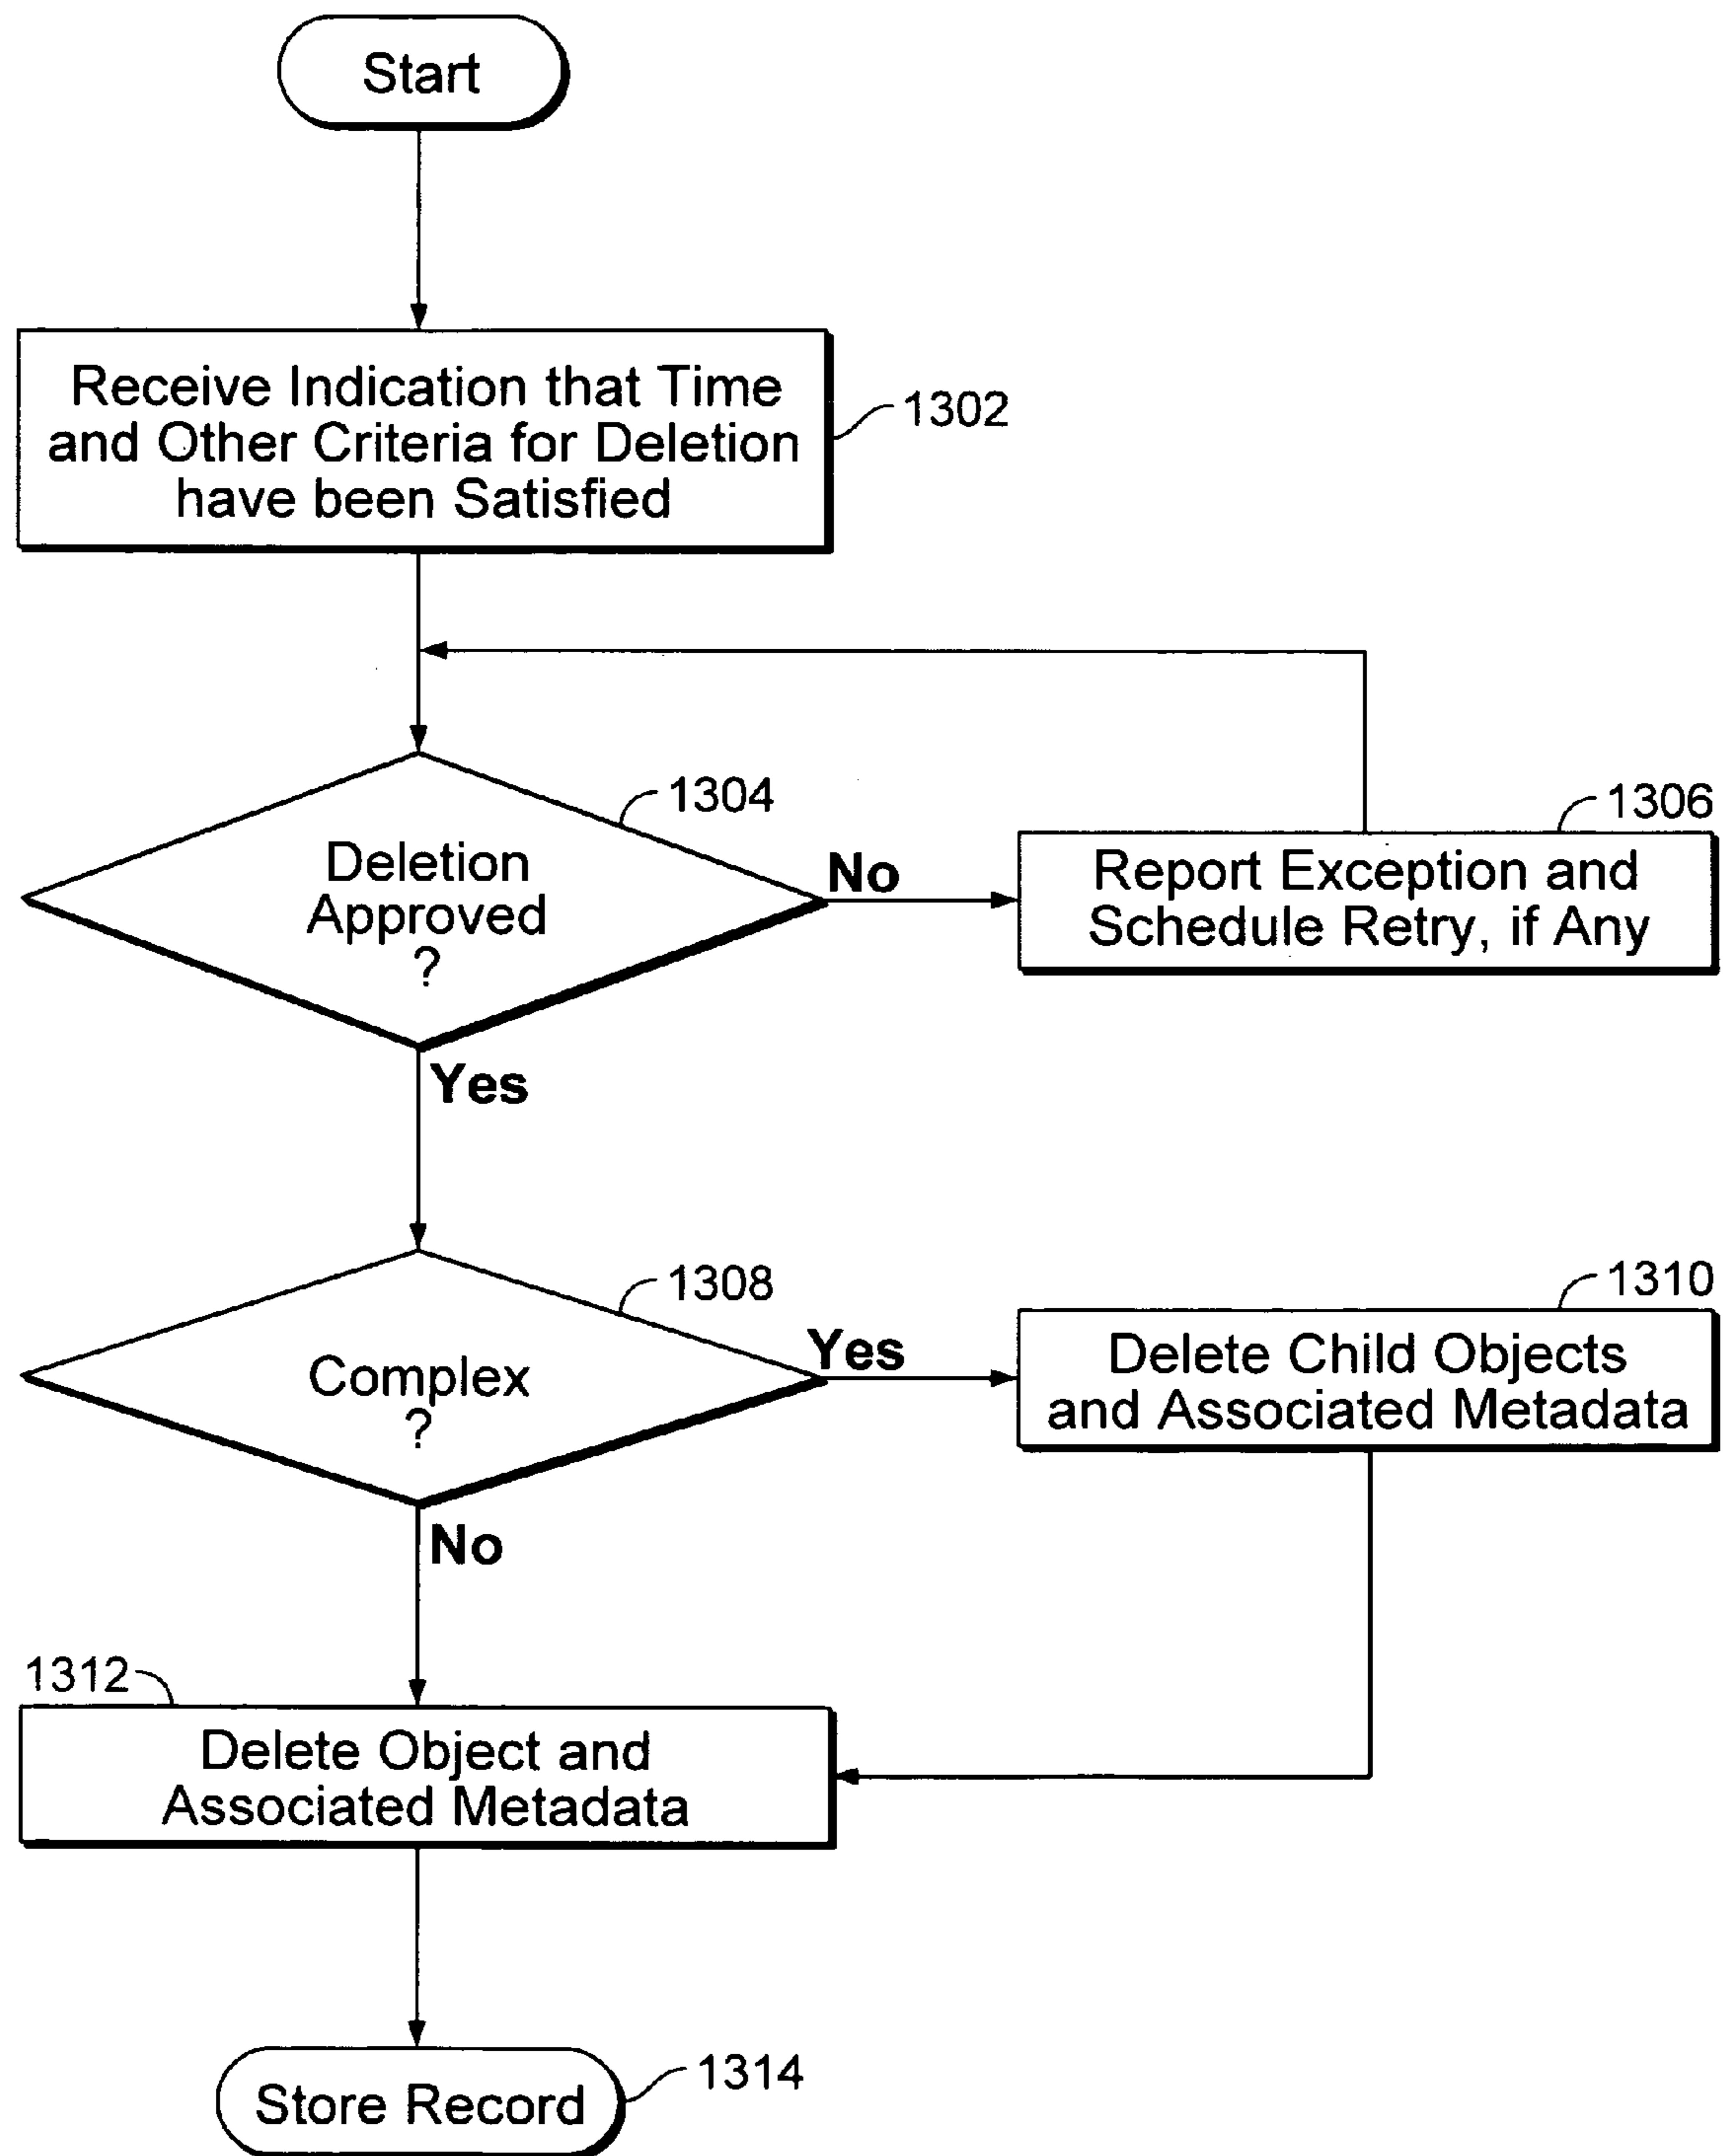 Start
Receive Indication that Time
and Other Criteria for Deletion
have been Satisfied
1302
1304
Deletion
Approved
?
No
1306
Report Exception and
Schedule Retry, if Any
Yes
1308
Complex
?
Yes
1310
Delete Child Objects
and Associated Metadata
No
1312
Delete Object and
Associated Metadata
Store Record
1314